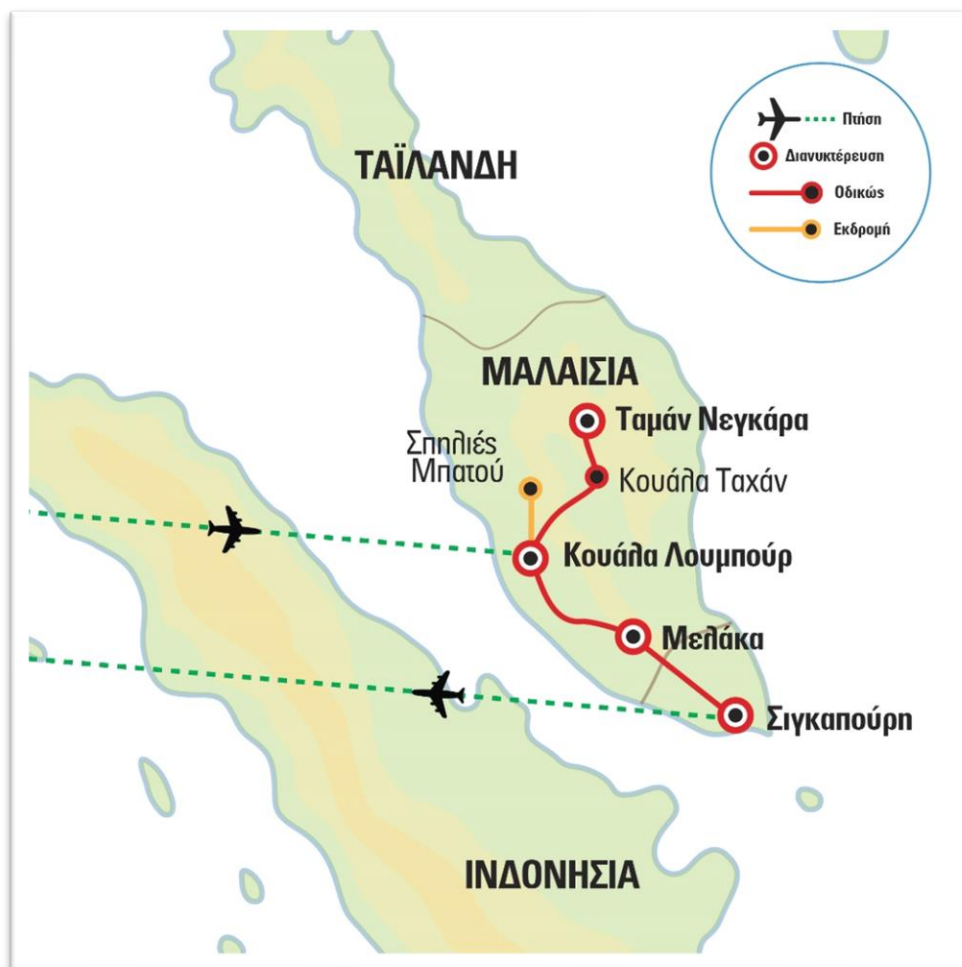 Πτήση
Διανυκτέρευση
Οδικώς
Εκδρομή
ΤΑΪΛΑΝΔΗ
ΜΑΛΑΙΣΙΑ
Ταμάν Νεγκάρα
Σπηλιές
Μπατού
Κουάλα Ταχάν
Κουάλα Λουμπούρ
Μελάκα
Σιγκαπούρη
ΙΝΔΟΝΗΣΙΑ